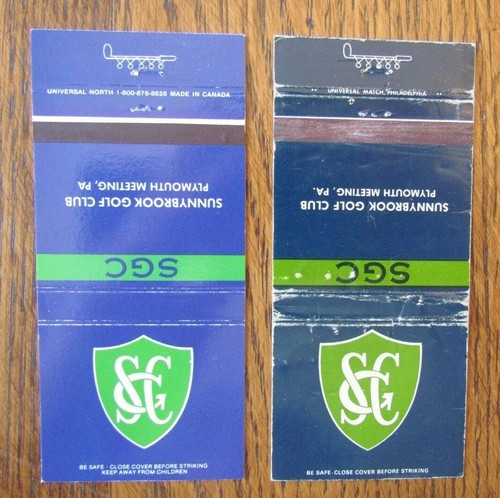 UNIVERSAL NORTH 1-800-876-8626 MADE IN CANADA
SUNNYBROOK GOLF CLUB
PLYMOUTH MEETING, PA
SGC
SGC
BE SAFE - CLOSE COVER BEFORE STRIKING
KEEP AWAY FROM CHILDREN
UNIVERSAL MATCH, PHILADELPHIA
SUNNYBROOK GOLF CLUB
PLYMOUTH MEETING, PA.
SGC
SGC
BE SAFE - CLOSE COVER BEFORE STRIKING